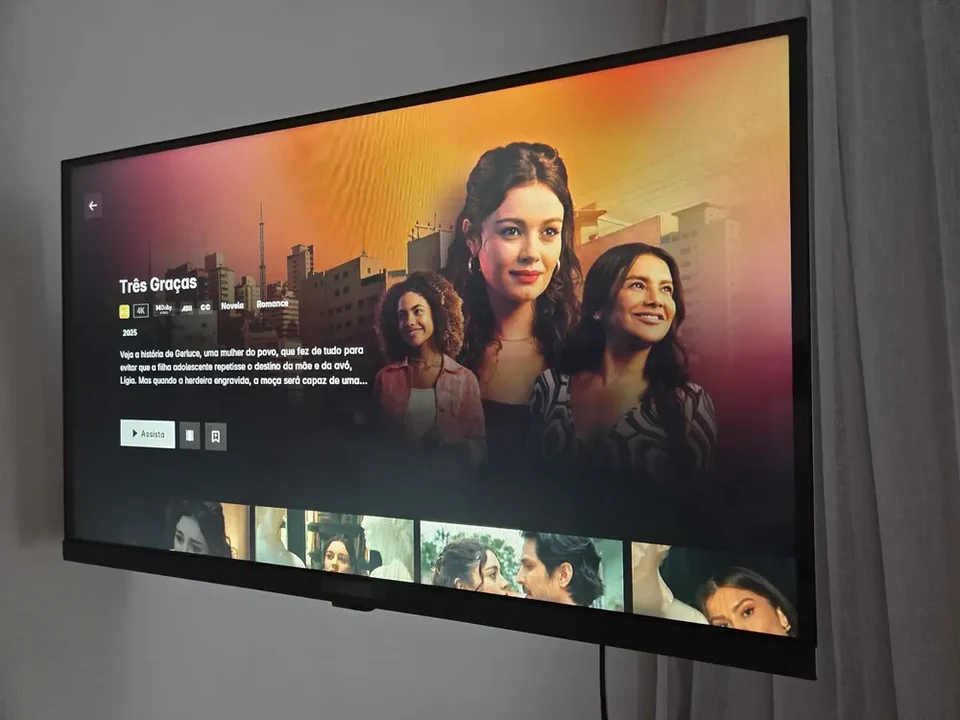 Três Graças
4K Dolby CC Novela Romance
2025
Veja a história de Gerluce, uma mulher do povo, que fez de tudo para
evitar que a filha adolescente repetisse o destino da mãe e da avó,
Lígia. Mas quando a herdeira engravida, a moça será capaz de uma...
Assista